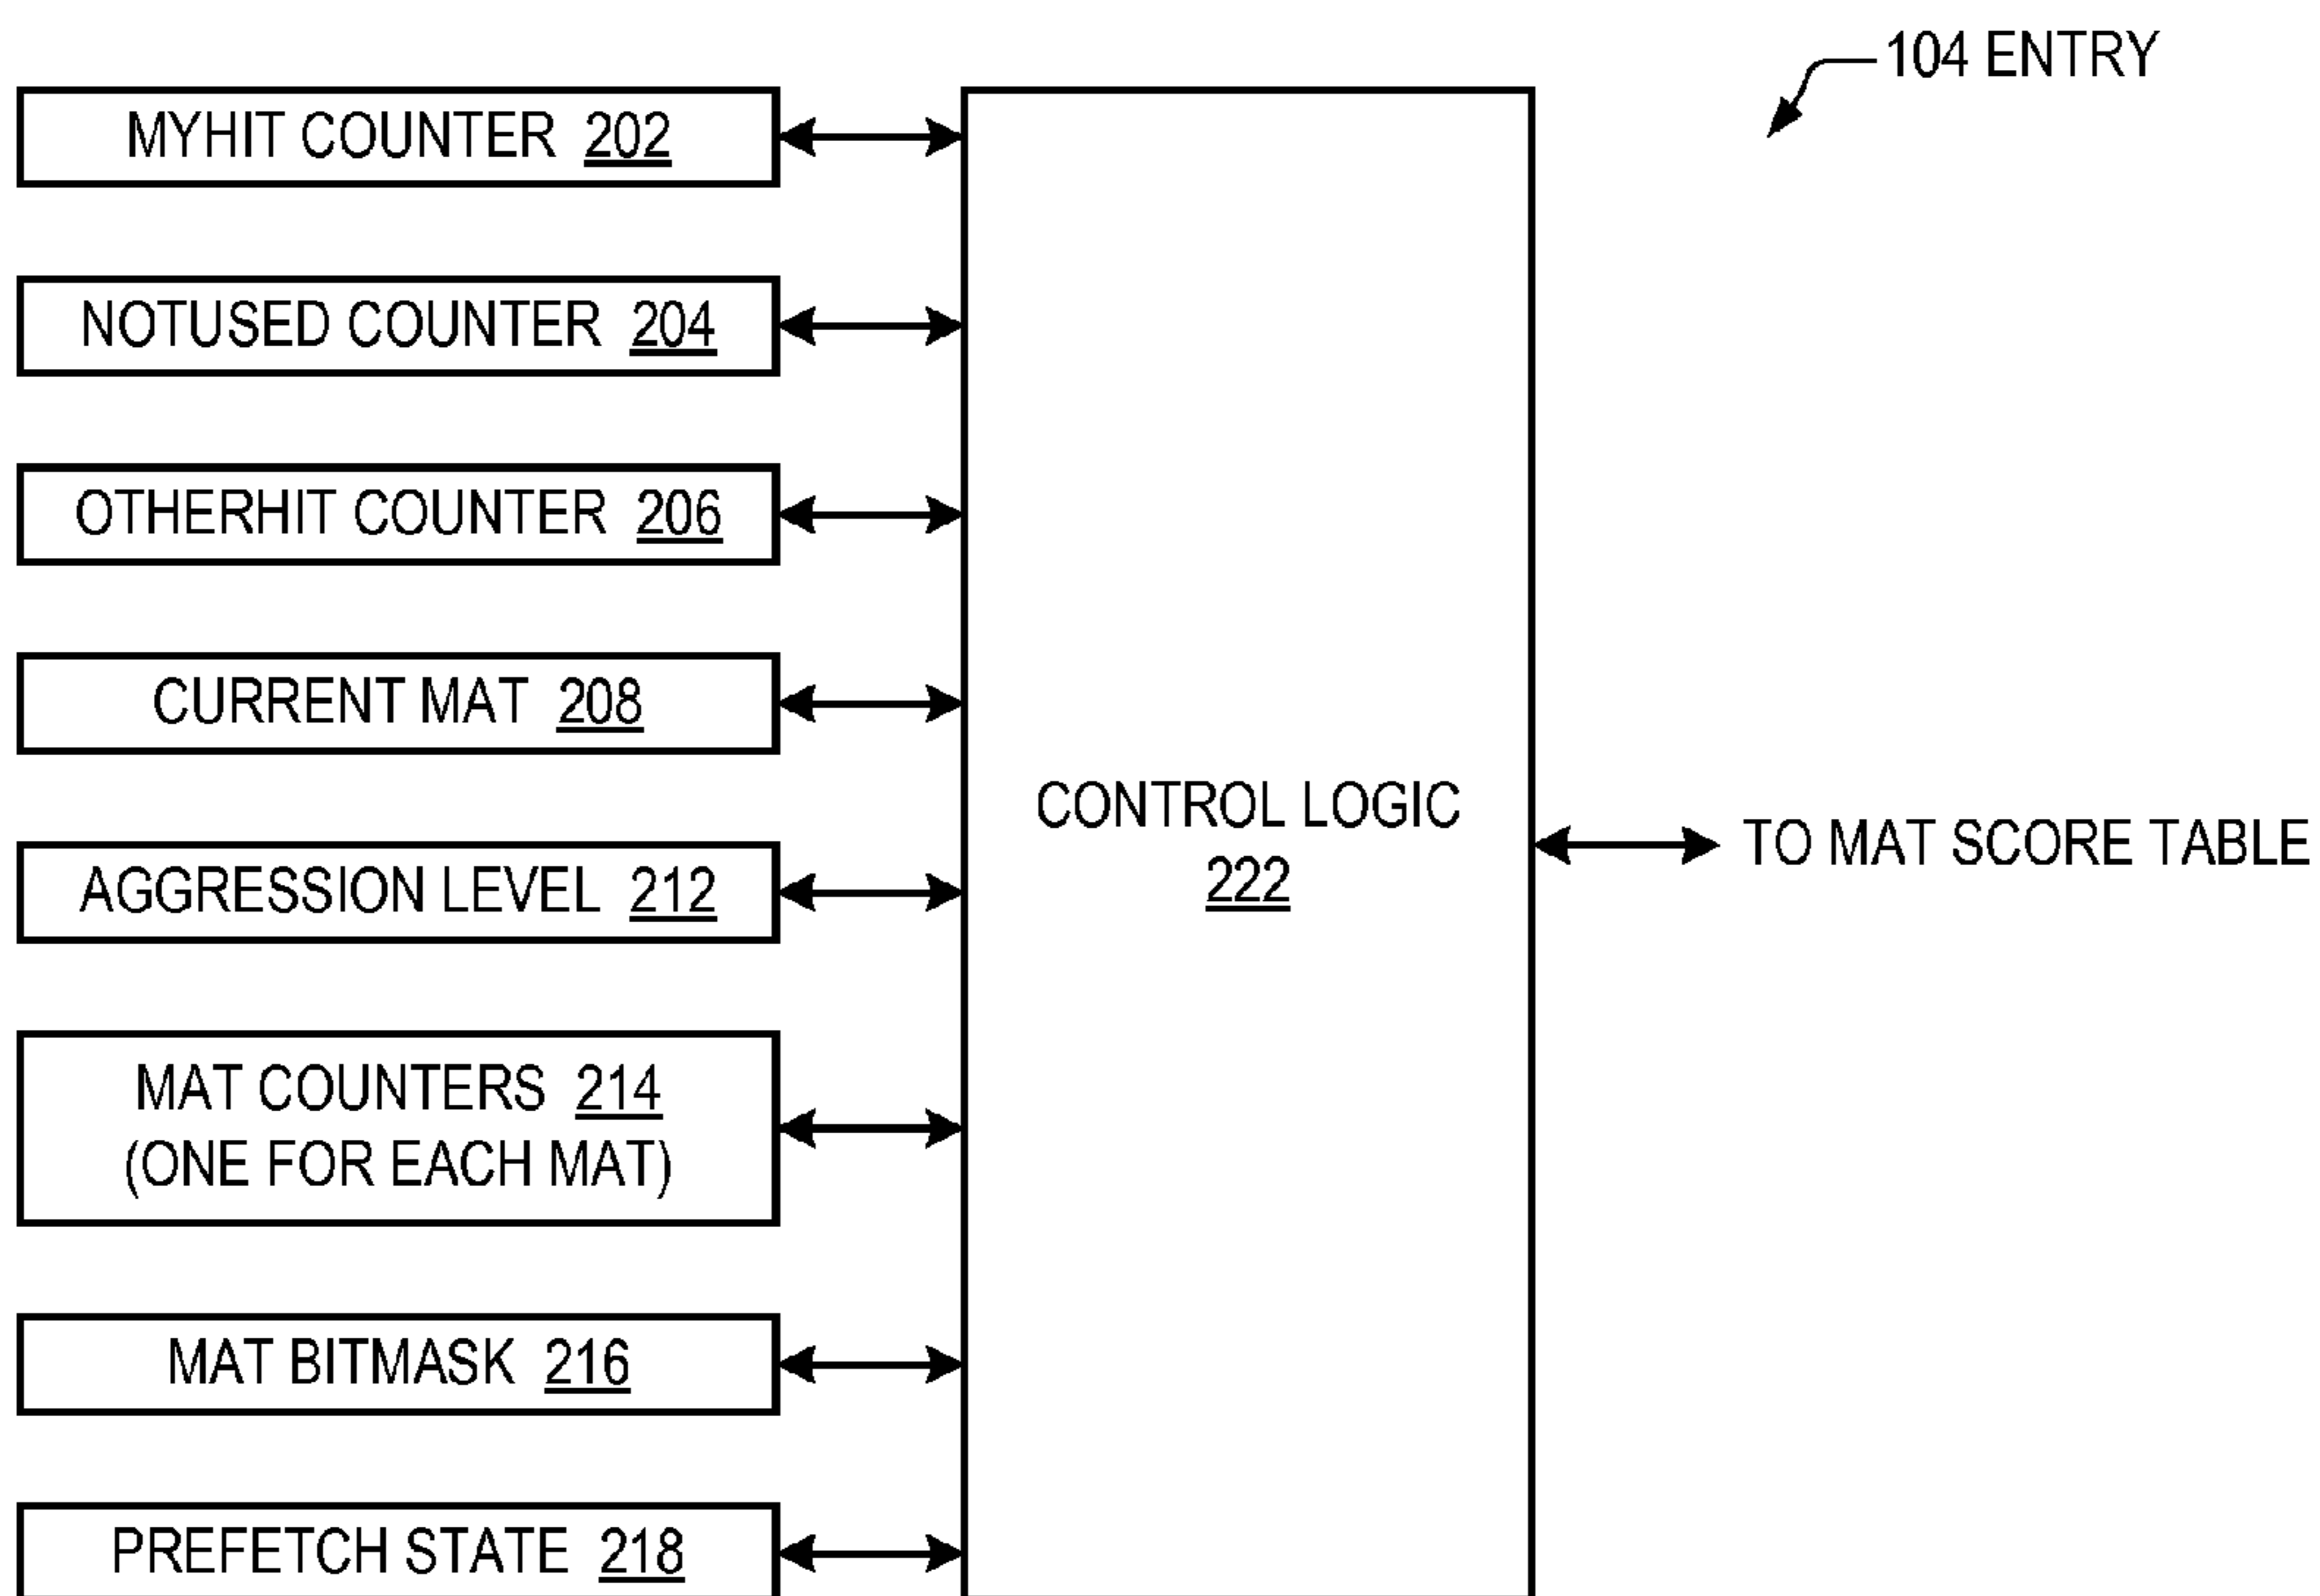 104 ENTRY
MYHIT COUNTER 202
NOTUSED COUNTER 204
OTHERHIT COUNTER 206
CURRENT MAT 208
AGGRESSION LEVEL 212
MAT COUNTERS 214
(ONE FOR EACH MAT)
MAT BITMASK 216
PREFETCH STATE 218
CONTROL LOGIC
222
TO MAT SCORE TABLE